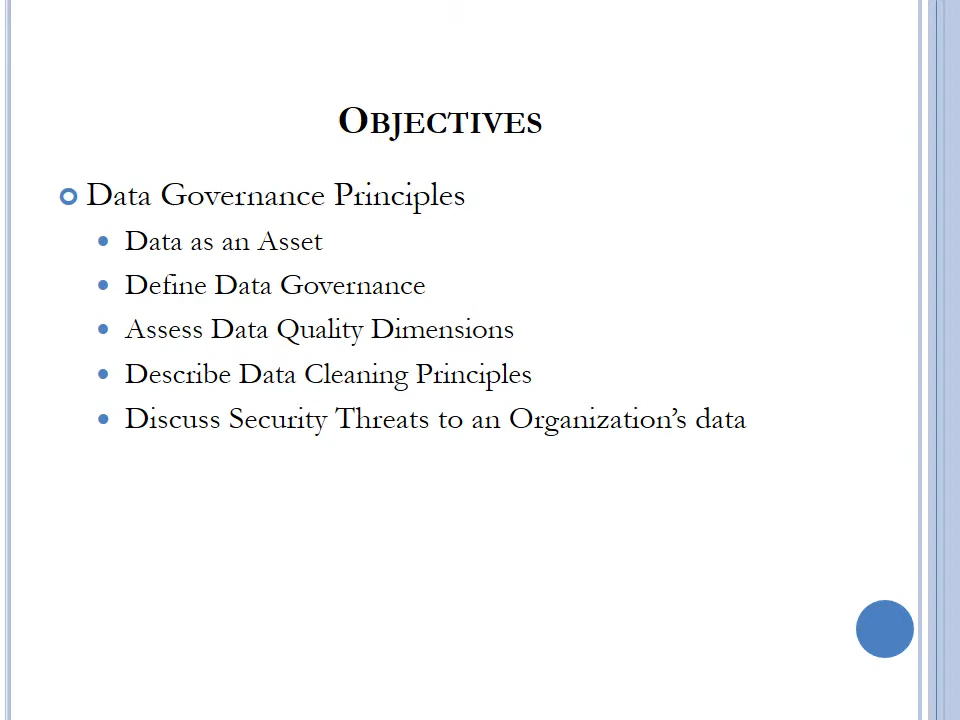 OBJECTIVES
Data Governance Principles
Data as an Asset
Define Data Governance
Assess Data Quality Dimensions
Describe Data Cleaning Principles
Discuss Security Threats to an Organization’s data